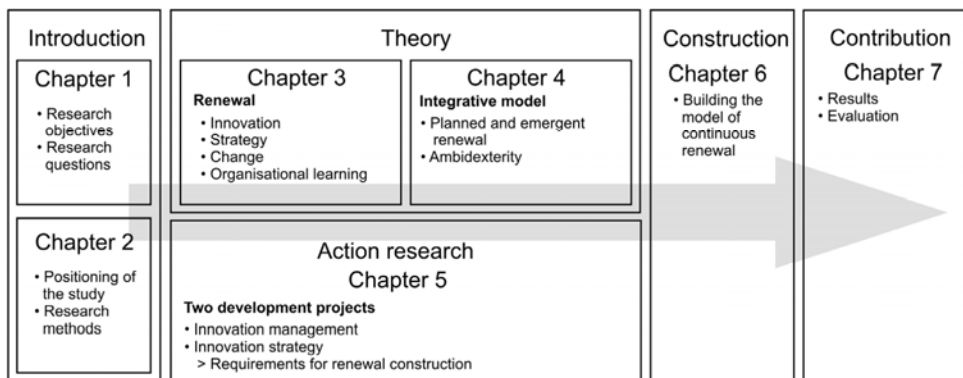 Introduction
Chapter 1
• Research
objectives
• Research
questions
Chapter 2
• Positioning of
the study
• Research
methods
Theory
Chapter 3
Renewal
• Innovation
• Strategy
• Change
• Organisational learning
Chapter 4
Integrative model
• Planned and emergent
renewal
• Ambidexterity
Action research
Chapter 5
Two development projects
• Innovation management
• Innovation strategy
> Requirements for renewal construction
Construction
Chapter 6
• Building the
model of
continuous
renewal
Contribution
Chapter 7
• Results
• Evaluation